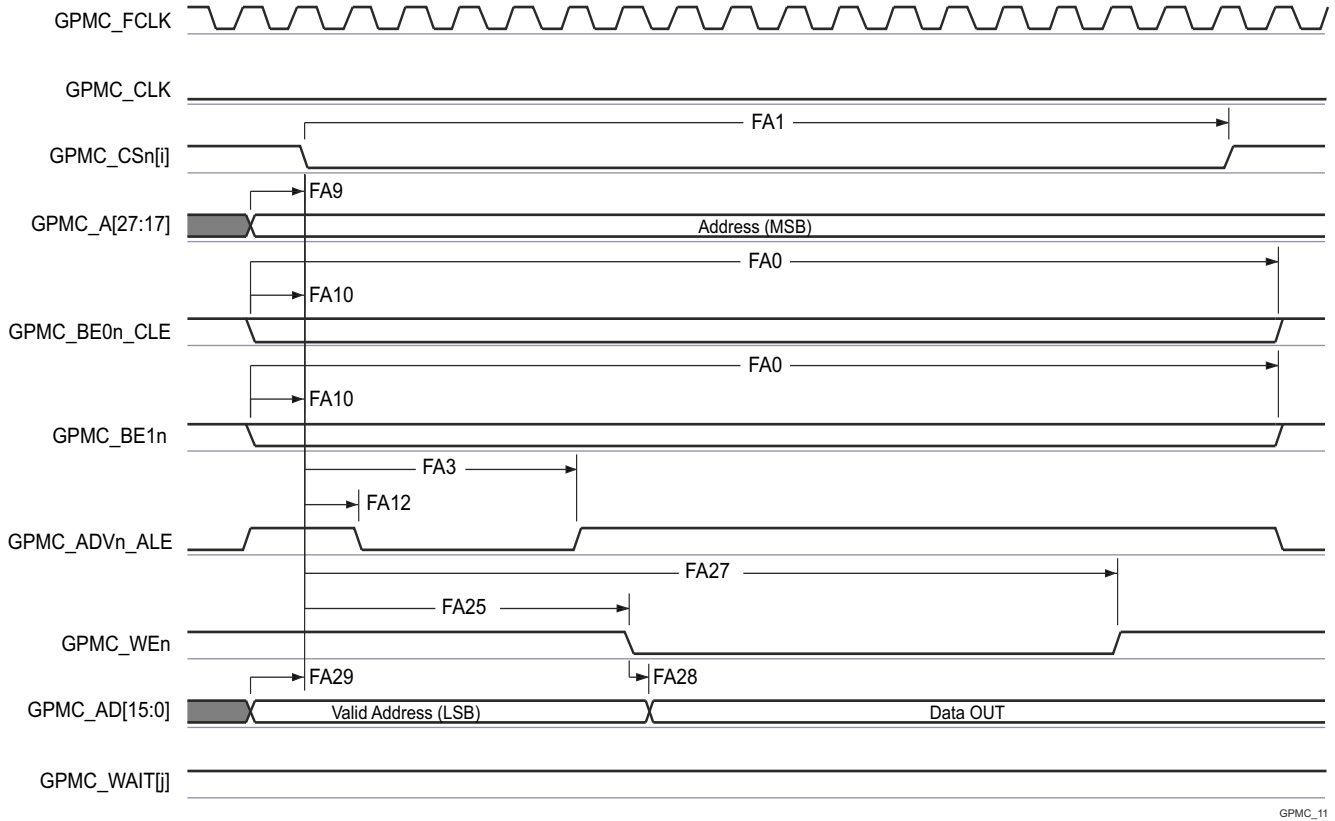 GPMC_FCLK
GPMC_CLK
FA1
GPMC_CSn[i]
FA9
GPMC_A[27:17]
Address (MSB)
FA0
FA10
GPMC_BE0n_CLE
FA0
FA10
GPMC_BE1n
FA3
FA12
GPMC_ADVn_ALE
FA27
FA25
GPMC_WEn
FA29
FA28
GPMC_AD[15:0]
Valid Address (LSB)
Data OUT
GPMC_WAIT[j]
GPMC_11